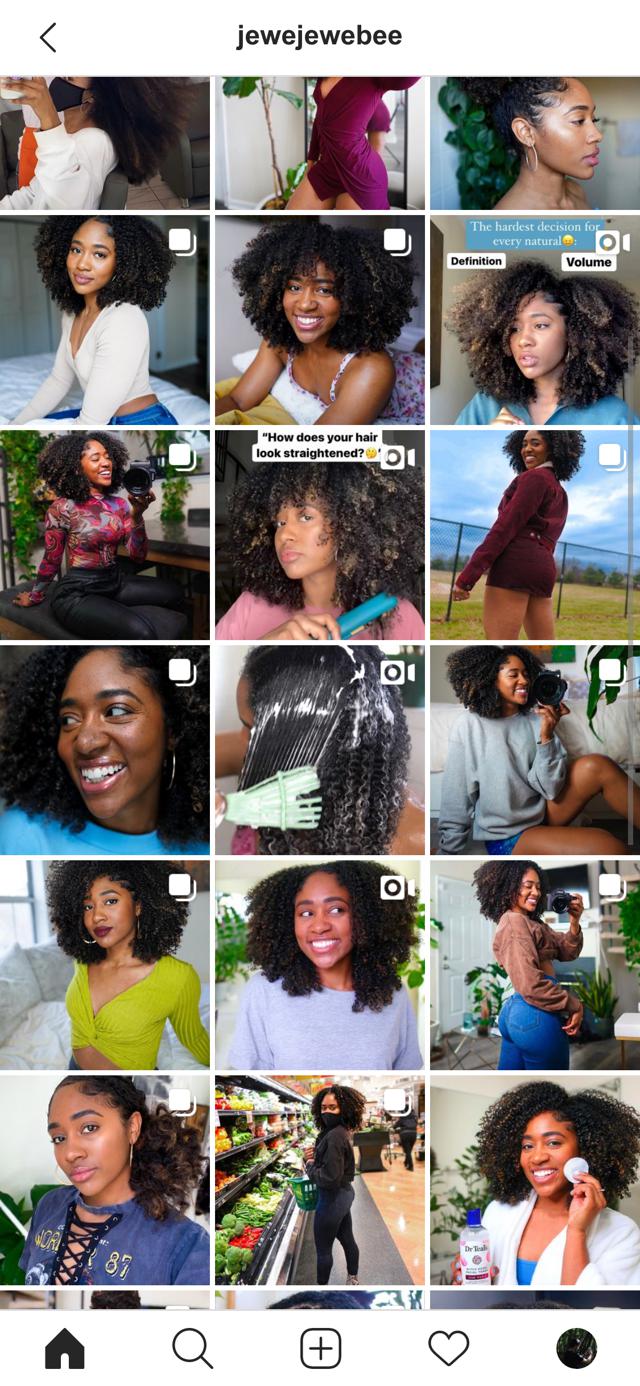 jewejewebee
The hardest decision for
every natural😑:
Definition
Volume
"How does your hair
look straightened?🤔"
87
Dr Teal's